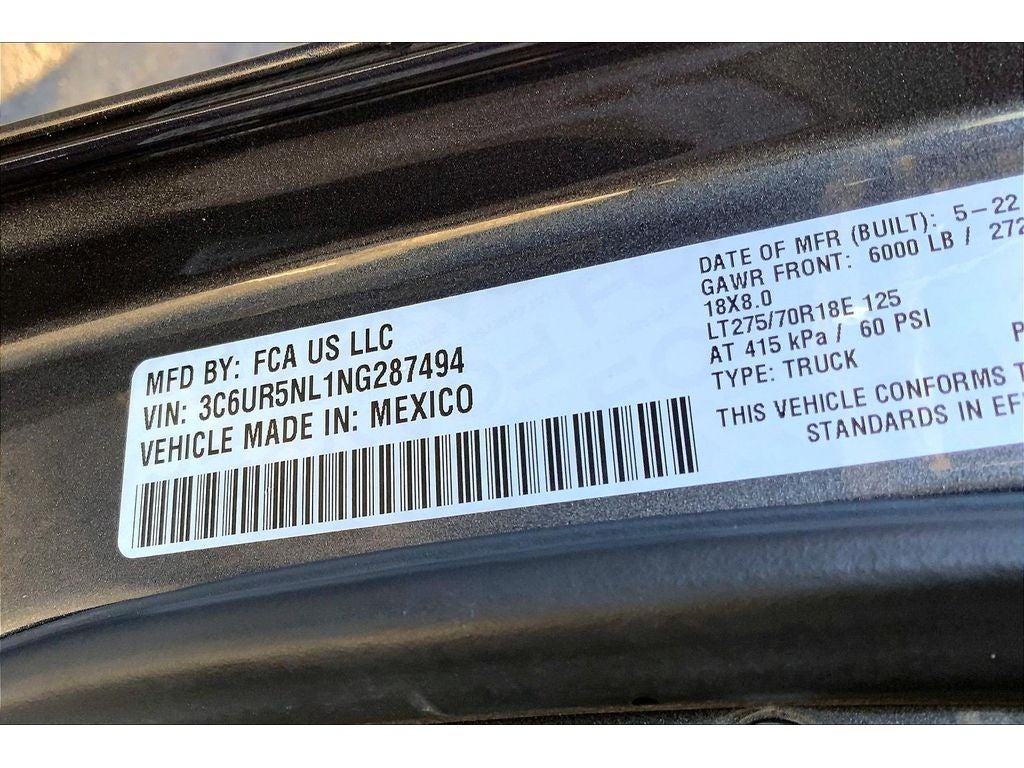 MFD BY: FCA US LLC
VIN: 3C6UR5NL1NG287494
VEHICLE MADE IN: MEXICO
DATE OF MFR (BUILT): 5-22
GAWR FRONT: 6000 LB / 272
18X8.0
LT275/70R18E 125
AT 415 kPa / 60 PSI
TYPE: TRUCK
THIS VEHICLE CONFORMS T
STANDARDS IN EF